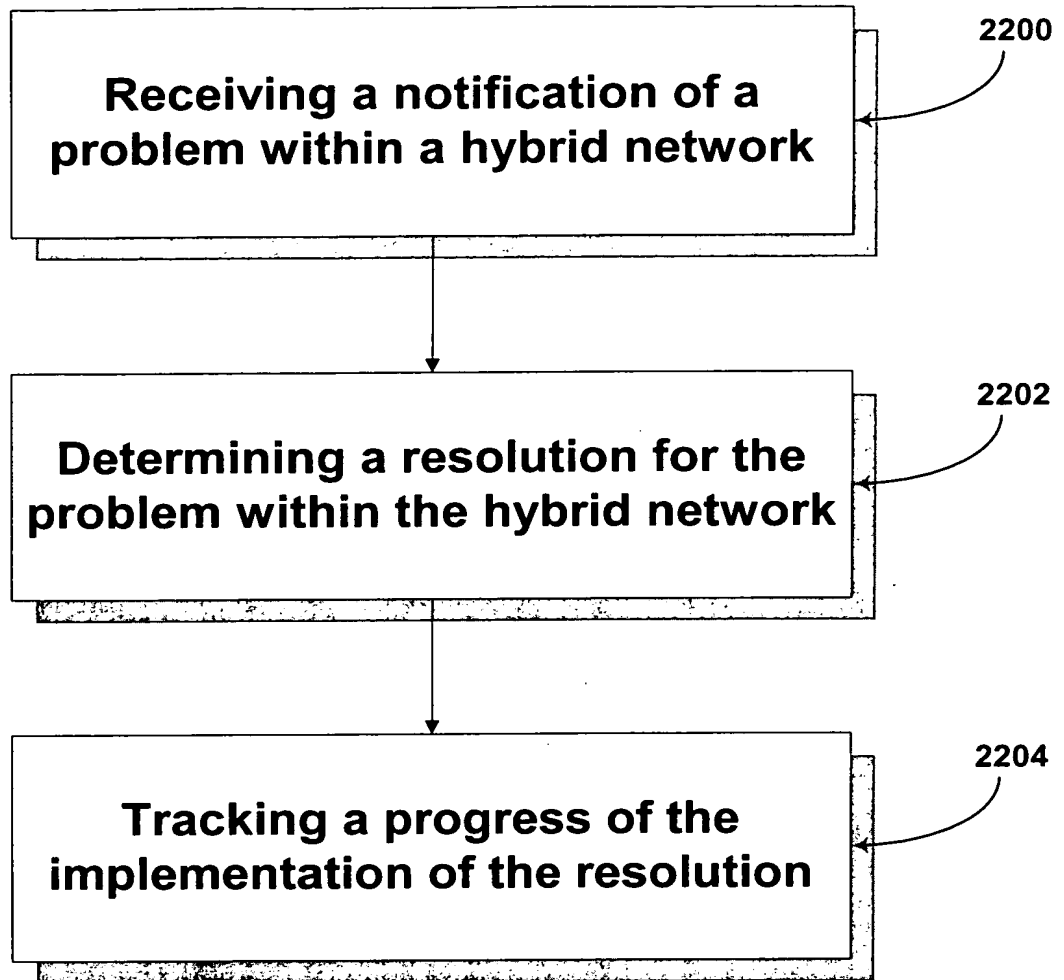 2200
Receiving a notification of a
problem within a hybrid network
2202
Determining a resolution for the
problem within the hybrid network
2204
Tracking a progress of the
implementation of the resolution